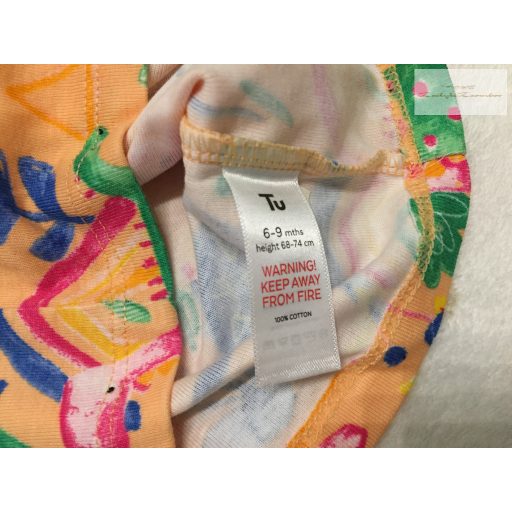 Tu
6-9 mths
height 68-74 cm
WARNING!
KEEP AWAY
FROM FIRE
100% COTTON